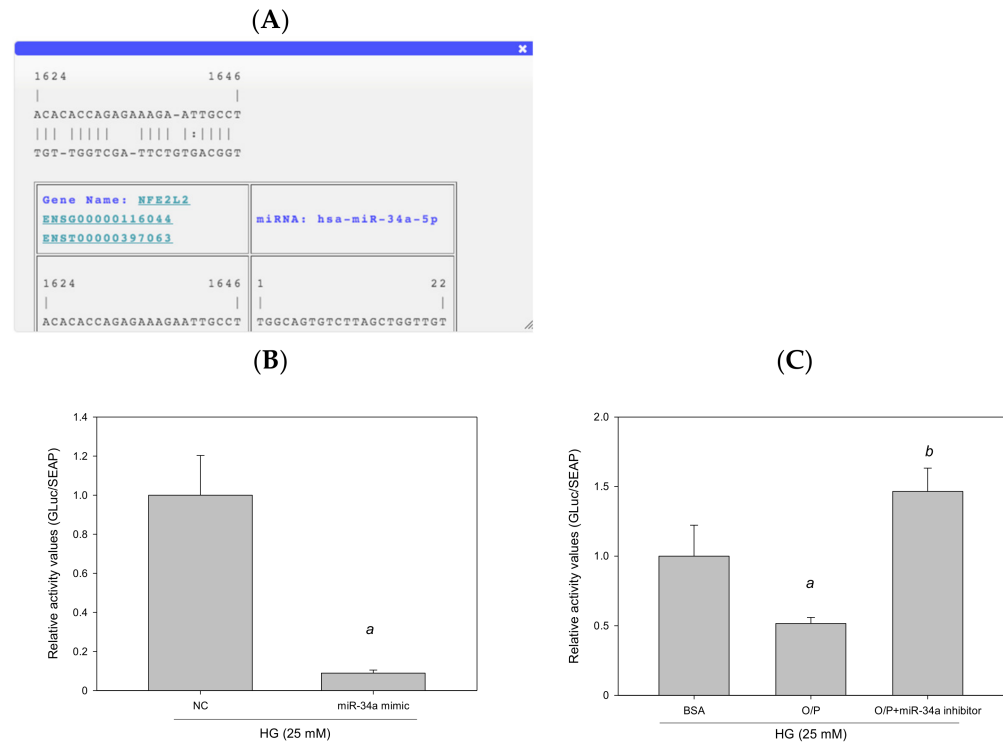 (A)
×
1624 1646
| |
ACACACCAGAGAAAGA-ATTGCCT
||| ||||| |||| |:||||
TGT-TGGTCGA-TTCTGTGACGGT
Gene Name: NFE2L2
ENSG00000116044
ENST00000397063
miRNA: hsa-miR-34a-5p
1624 1646
| |
ACACACCAGAGAAAGAATTGCCT
1 22
| |
TGGCAGTGTCTTAGCTGGTTGT
(B)
Relative activity values (GLuc/SEAP)
1.4
1.2
1.0
0.8
0.6
0.4
0.2
0
a
NC miR-34a mimic
HG (25 mM)
(C)
Relative activity values (GLuc/SEAP)
2.0
1.5
1.0
0.5
0
a
b
BSA O/P O/P+miR-34a inhibitor
HG (25 mM)